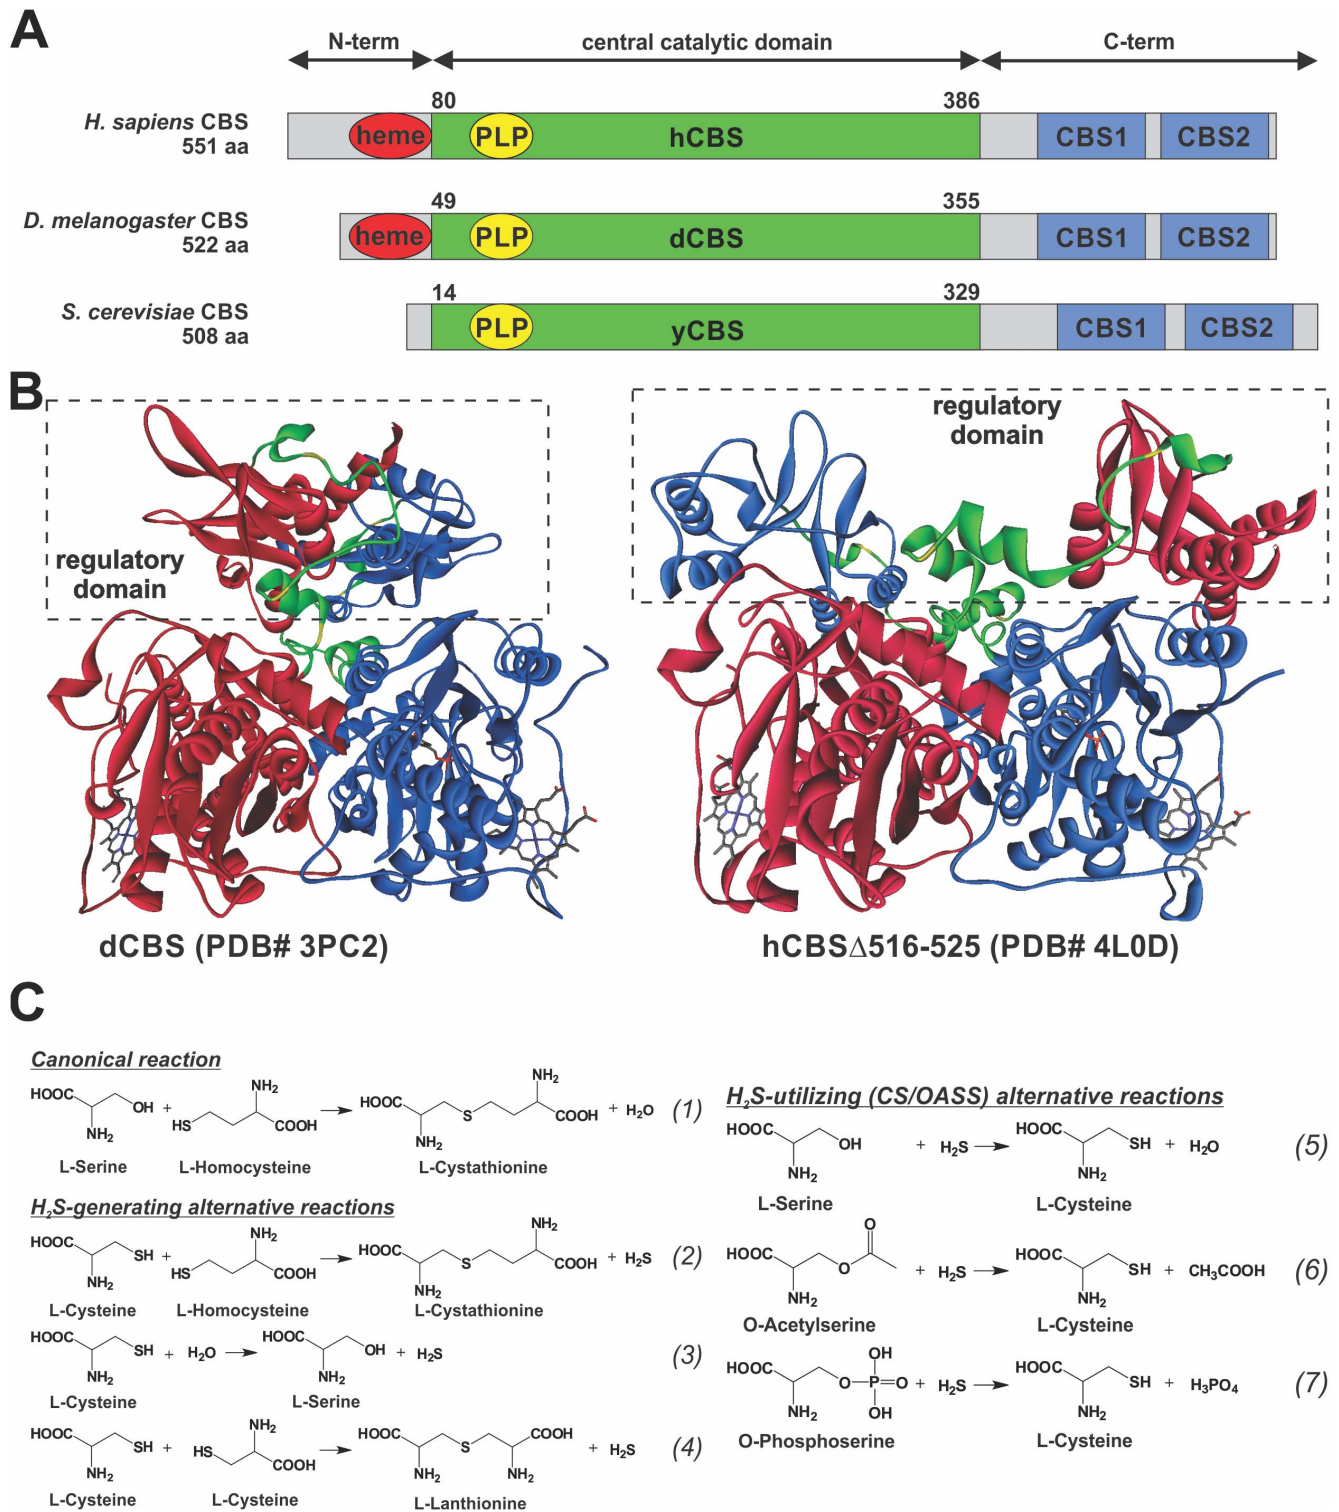 A
N-term
central catalytic domain
C-term
80
386
H. sapiens CBS
551 aa
heme
PLP
hCBS
CBS1
CBS2
49
355
D. melanogaster CBS
522 aa
heme
PLP
dCBS
CBS1
CBS2
14
329
S. cerevisiae CBS
508 aa
PLP
yCBS
CBS1
CBS2
B
regulatory
domain
regulatory
domain
dCBS (PDB# 3PC2)
hCBSΔ516-525 (PDB# 4L0D)
C
Canonical reaction
HOOC
OH
NH₂
+
NH₂
HS
COOH
HOOC
NH₂
S
NH₂
COOH
+ H₂O
(1)
L-Serine
L-Homocysteine
L-Cystathionine
H₂S-generating alternative reactions
HOOC
SH
NH₂
+
NH₂
HS
COOH
HOOC
NH₂
S
NH₂
COOH
+ H₂S
(2)
L-Cysteine
L-Homocysteine
L-Cystathionine
HOOC
SH
NH₂
+ H₂O
HOOC
OH
NH₂
+ H₂S
(3)
L-Cysteine
L-Serine
HOOC
SH
NH₂
+
NH₂
HS
COOH
HOOC
NH₂
S
COOH
NH₂
+ H₂S
(4)
L-Cysteine
L-Cysteine
L-Lanthionine
H₂S-utilizing (CS/OASS) alternative reactions
HOOC
OH
NH₂
+ H₂S
HOOC
SH
NH₂
+ H₂O
(5)
L-Serine
L-Cysteine
HOOC
O
O
NH₂
+ H₂S
HOOC
SH
NH₂
+ CH₃COOH
(6)
O-Acetylserine
L-Cysteine
HOOC
NH₂
O
P
OH
O
OH
+ H₂S
HOOC
SH
NH₂
+ H₃PO₄
(7)
O-Phosphoserine
L-Cysteine